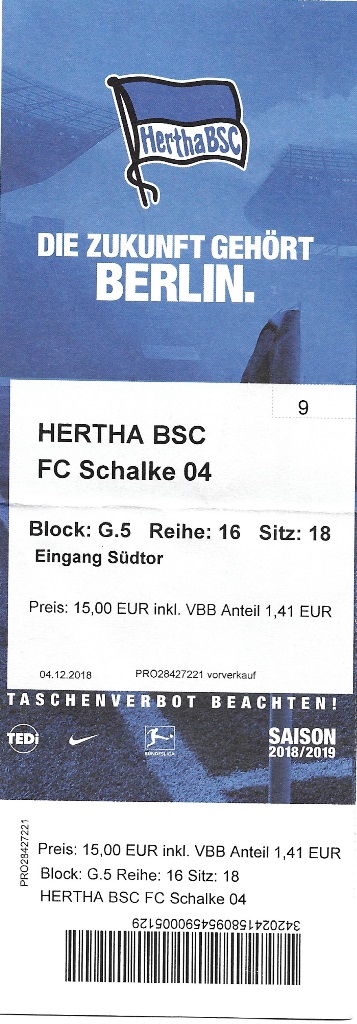 Hertha BSC
DIE ZUKUNFT GEHÖRT
BERLIN.
9
HERTHA BSC
FC Schalke 04
Block: G.5 Reihe: 16 Sitz: 18
Eingang Südtor
Preis: 15,00 EUR inkl. VBB Anteil 1,41 EUR
04.12.2018 PRO28427221 vorverkauf
TASCHENVERBOT BEACHTEN!
TEDi
BUNDESLIGA
SAISON
2018/2019
PRO28427221
Preis: 15,00 EUR inkl. VBB Anteil 1,41 EUR
Block: G.5 Reihe: 16 Sitz: 18
HERTHA BSC FC Schalke 04
3420241580954590005129